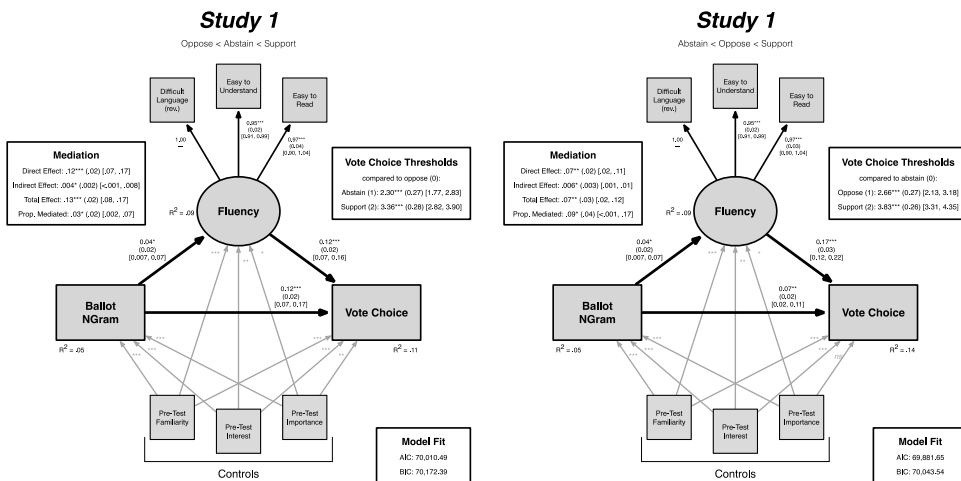 Study 1
Oppose < Abstain < Support
Difficult
Language
(rev.)
Easy to
Understand
Easy to
Read
1.00
—
0.95***
(0.02)
[0.91, 0.99]
0.97***
(0.04)
[0.90, 1.04]
Mediation
Direct Effect: .12*** (.02) [.07, .17]
Indirect Effect: .004* (.002) [<.001, .008]
Total Effect: .13*** (.02) [.08, .17]
Prop. Mediated: .03* (.02) [.002, .07]
Vote Choice Thresholds
compared to oppose (0):
Abstain (1): 2.30*** (0.27) [1.77, 2.83]
Support (2): 3.36*** (0.28) [2.82, 3.90]
R² = .09
Fluency
0.04*
(0.02)
[0.007, 0.07]
0.12***
(0.02)
[0.07, 0.16]
***
**
*
0.12***
(0.02)
[0.07, 0.17]
Ballot
NGram
Vote Choice
R² = .05
R² = .11
***
***
***
***
***
**
Pre-Test
Familiarity
Pre-Test
Interest
Pre-Test
Importance
Controls
Model Fit
AIC: 70,010.49
BIC: 70,172.39
Study 1
Abstain < Oppose < Support
Difficult
Language
(rev.)
Easy to
Understand
Easy to
Read
1.00
—
0.95***
(0.02)
[0.91, 0.99]
0.97***
(0.03)
[0.90, 1.04]
Mediation
Direct Effect: .07** (.02) [.02, .11]
Indirect Effect: .006* (.003) [.001, .01]
Total Effect: .07** (.03) [.02, .12]
Prop. Mediated: .09* (.04) [<.001, .17]
Vote Choice Thresholds
compared to abstain (0):
Oppose (1): 2.66*** (0.27) [2.13, 3.18]
Support (2): 3.83*** (0.26) [3.31, 4.35]
R² = .09
Fluency
0.04*
(0.02)
[0.007, 0.07]
0.17***
(0.03)
[0.12, 0.22]
***
**
*
0.07**
(0.02)
[0.02, 0.11]
Ballot
NGram
Vote Choice
R² = .05
R² = .14
***
***
***
***
***
ns
Pre-Test
Familiarity
Pre-Test
Interest
Pre-Test
Importance
Controls
Model Fit
AIC: 69,881.65
BIC: 70,043.54